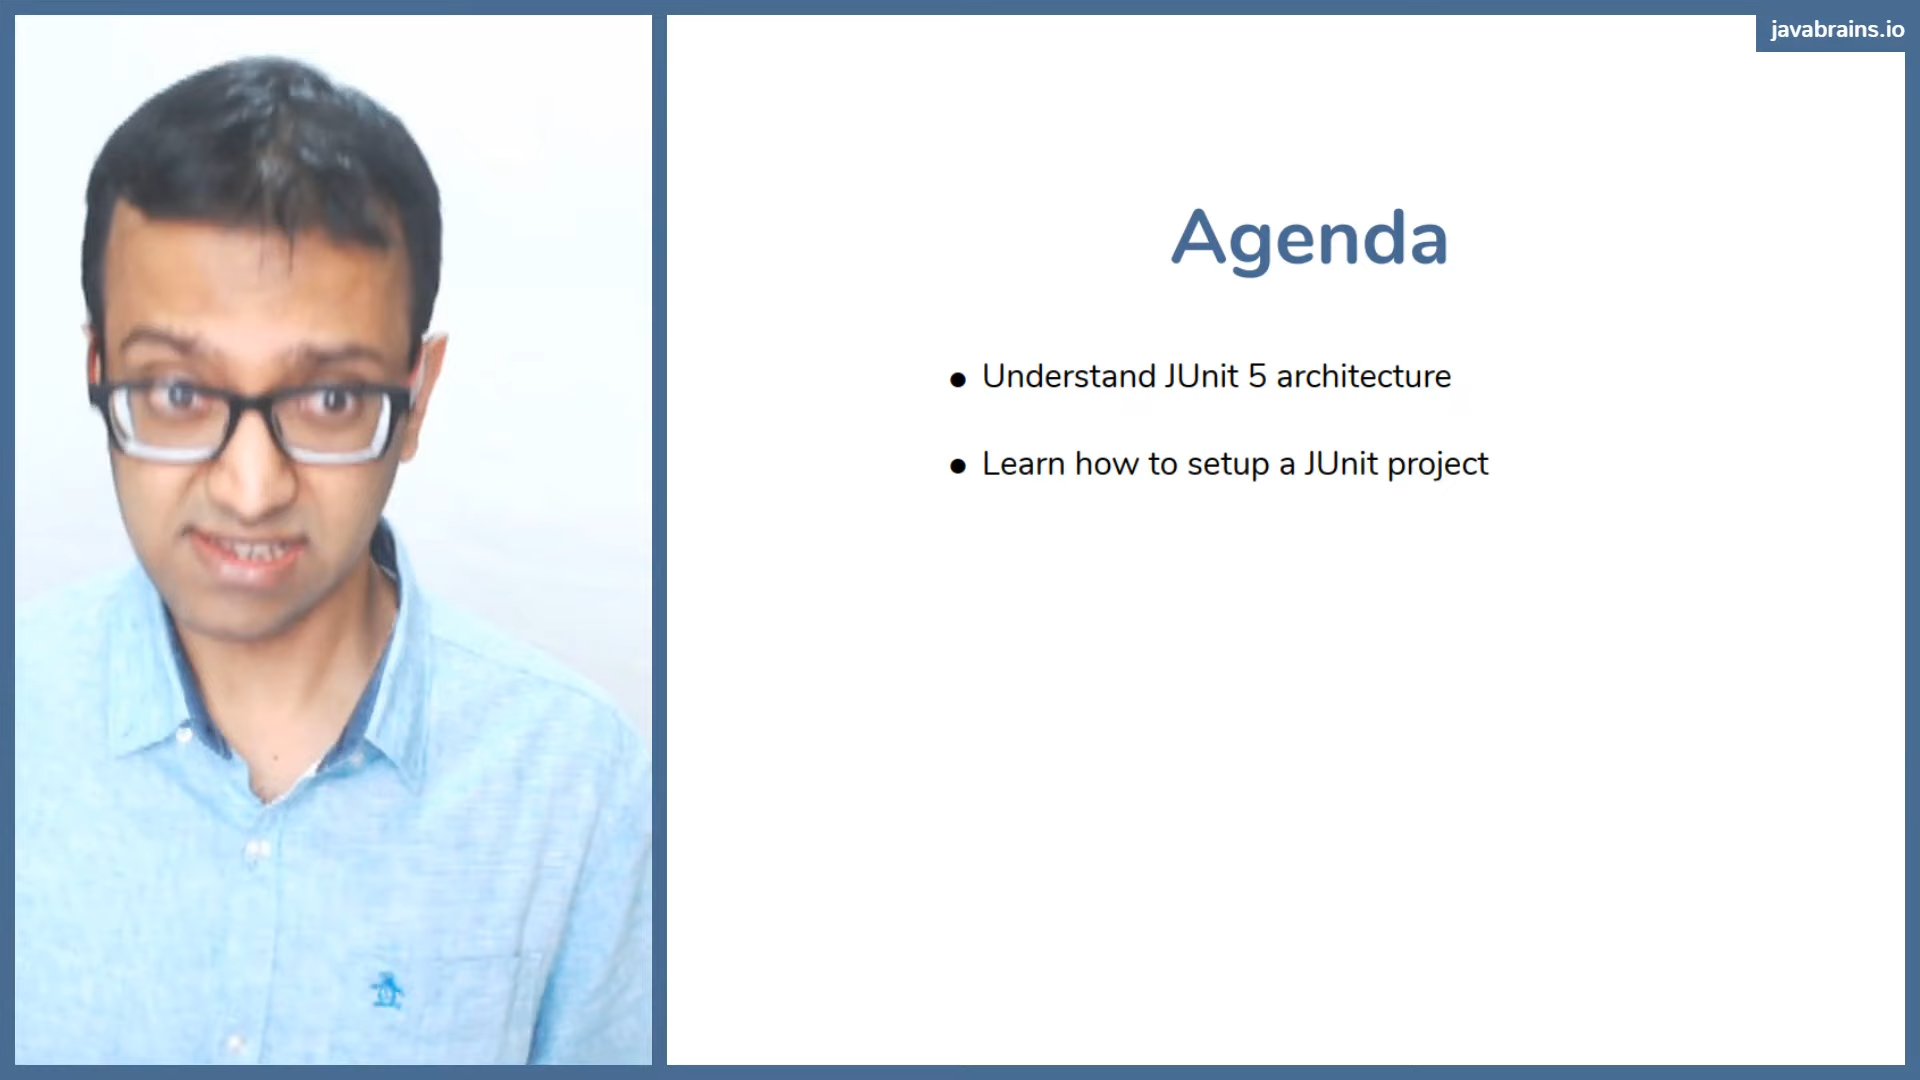 javabrains.io
Agenda
● Understand JUnit 5 architecture
● Learn how to setup a JUnit project